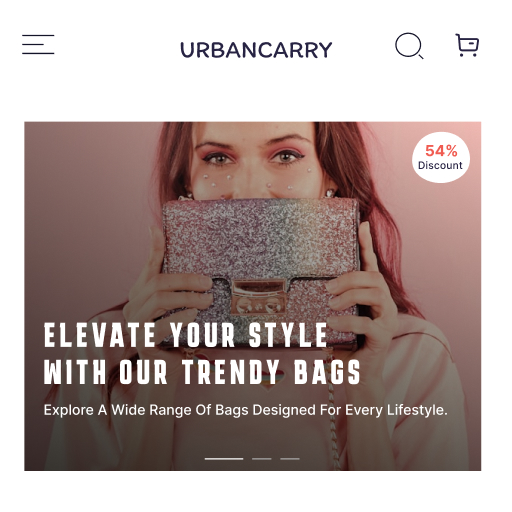 URBANCARRY
54%
Discount
ELEVATE YOUR STYLE
WITH OUR TRENDY BAGS
Explore A Wide Range Of Bags Designed For Every Lifestyle.